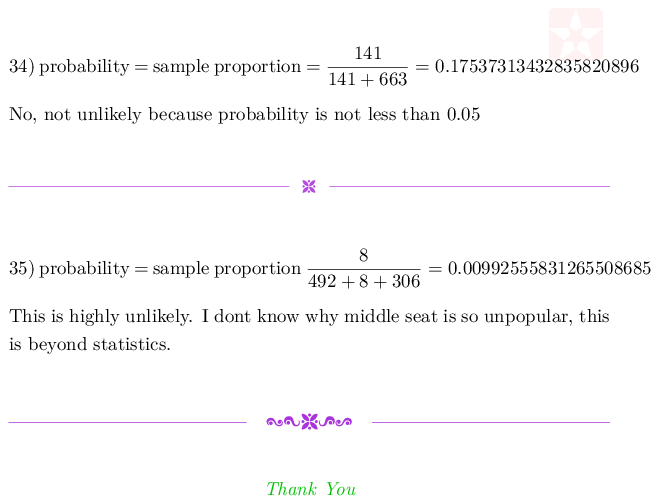 34) probability = sample proportion = 141 / (141 + 663) = 0.17537313432835820896
No, not unlikely because probability is not less than 0.05
35) probability = sample proportion 8 / (492 + 8 + 306) = 0.00992555831265508685
This is highly unlikely. I dont know why middle seat is so unpopular, this
is beyond statistics.
Thank You